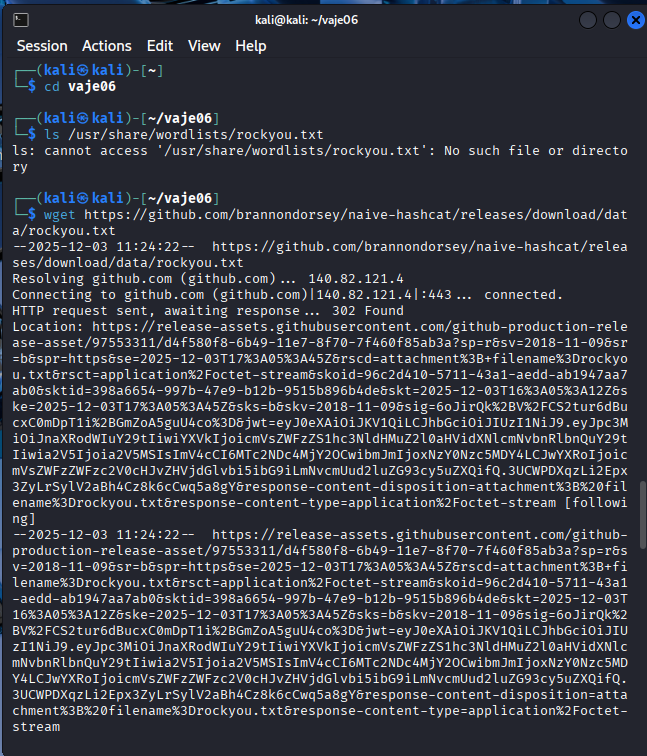 kali@kali: ~/vaje06
Session Actions Edit View Help
┌──(kali㉿kali)-[~]
└─$ cd vaje06
┌──(kali㉿kali)-[~/vaje06]
└─$ ls /usr/share/wordlists/rockyou.txt
ls: cannot access '/usr/share/wordlists/rockyou.txt': No such file or directo
ry
┌──(kali㉿kali)-[~/vaje06]
└─$ wget https://github.com/brannondorsey/naive-hashcat/releases/download/dat
a/rockyou.txt
--2025-12-03 11:24:22--  https://github.com/brannondorsey/naive-hashcat/relea
ses/download/data/rockyou.txt
Resolving github.com (github.com)... 140.82.121.4
Connecting to github.com (github.com)|140.82.121.4|:443... connected.
HTTP request sent, awaiting response... 302 Found
Location: https://release-assets.githubusercontent.com/github-production-rele
ase-asset/97553311/d4f580f8-6b49-11e7-8f70-7f460f85ab3a?sp=r&sv=2018-11-09&sr
=b&spr=https&se=2025-12-03T17%3A05%3A45Z&rscd=attachment%3B+filename%3Drockyo
u.txt&rsct=application%2Foctet-stream&skoid=96c2d410-5711-43a1-aedd-ab1947aa7
ab0&sktid=398a6654-997b-47e9-b12b-9515b896b4de&skt=2025-12-03T16%3A05%3A12Z&s
ke=2025-12-03T17%3A05%3A45Z&sks=b&skv=2018-11-09&sig=6oJirQk%2BV%2FCS2tur6dBu
cxC0mDpT1i%2BGmZoA5guU4co%3D&jwt=eyJ0eXAiOiJKV1QiLCJhbGciOiJIUzI1NiJ9.eyJpc3M
iOiJnaXRodWIuY29tIiwiYXVkIjoicmVsZWFzZS1hc3NldHMuZ2l0aHVidXNlcmNvbnRlbnQuY29t
Iiwia2V5Ijoia2V5MSIsImV4cCI6MTc2NDc4MjY2OCwibmJmIjoxNzY0Nzc5MDY4LCJwYXRoIjoic
mVsZWFzZWFzc2V0cHJvZHVjdGlvbi5ibG9iLmNvcmUud2luZG93cy5uZXQifQ.3UCWPDXqzLi2Epx
3ZyLrSylV2aBh4Cz8k6cCwq5a8gY&response-content-disposition=attachment%3B%20fil
ename%3Drockyou.txt&response-content-type=application%2Foctet-stream [followi
ng]
--2025-12-03 11:24:22--  https://release-assets.githubusercontent.com/github-
production-release-asset/97553311/d4f580f8-6b49-11e7-8f70-7f460f85ab3a?sp=r&s
v=2018-11-09&sr=b&spr=https&se=2025-12-03T17%3A05%3A45Z&rscd=attachment%3B+fi
lename%3Drockyou.txt&rsct=application%2Foctet-stream&skoid=96c2d410-5711-43a1
-aedd-ab1947aa7ab0&sktid=398a6654-997b-47e9-b12b-9515b896b4de&skt=2025-12-03T
16%3A05%3A12Z&ske=2025-12-03T17%3A05%3A45Z&sks=b&skv=2018-11-09&sig=6oJirQk%2
BV%2FCS2tur6dBucxC0mDpT1i%2BGmZoA5guU4co%3D&jwt=eyJ0eXAiOiJKV1QiLCJhbGciOiJIU
zI1NiJ9.eyJpc3MiOiJnaXRodWIuY29tIiwiYXVkIjoicmVsZWFzZS1hc3NldHMuZ2l0aHVidXNlc
mNvbnRlbnQuY29tIiwia2V5Ijoia2V5MSIsImV4cCI6MTc2NDc4MjY2OCwibmJmIjoxNzY0Nzc5MD
Y4LCJwYXRoIjoicmVsZWFzZWFzc2V0cHJvZHVjdGlvbi5ibG9iLmNvcmUud2luZG93cy5uZXQifQ.
3UCWPDXqzLi2Epx3ZyLrSylV2aBh4Cz8k6cCwq5a8gY&response-content-disposition=atta
chment%3B%20filename%3Drockyou.txt&response-content-type=application%2Foctet-
stream